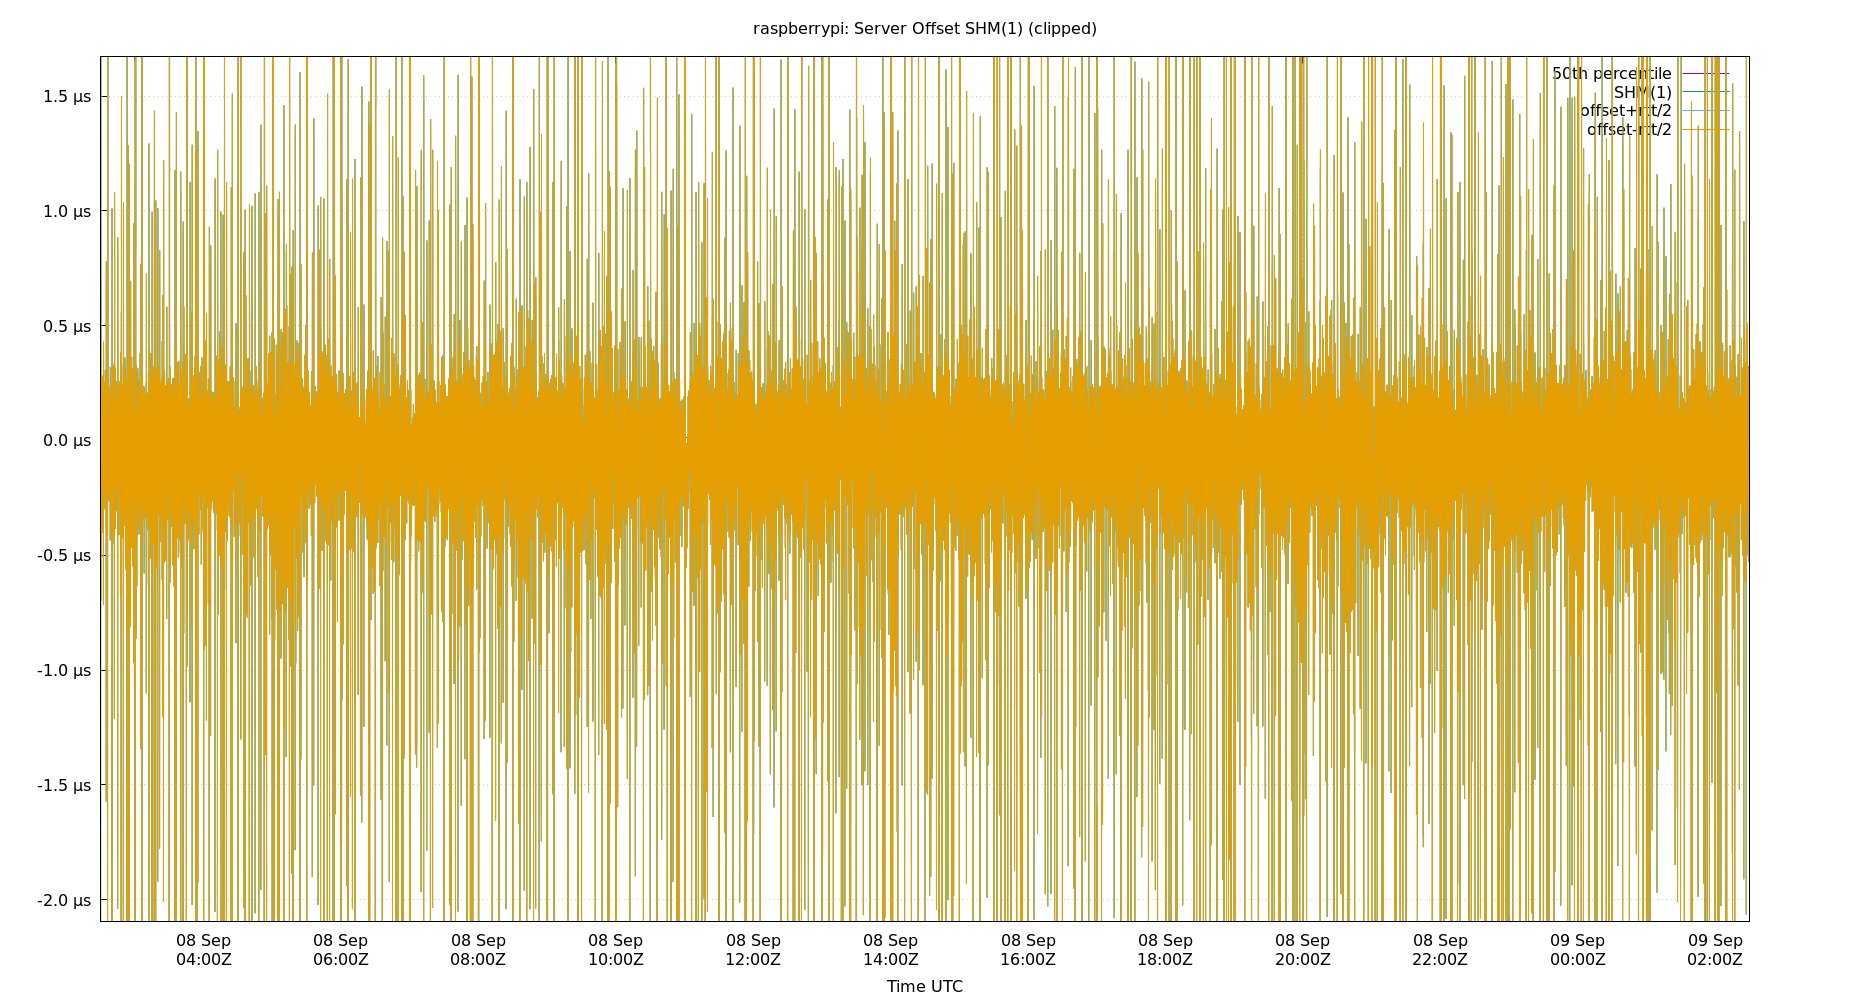 raspberrypi: Server Offset SHM(1) (clipped)
50th percentile
SHM(1)
offset+rtt/2
offset-rtt/2
1.5 µs
1.0 µs
0.5 µs
0.0 µs
-0.5 µs
-1.0 µs
-1.5 µs
-2.0 µs
08 Sep 08 Sep 08 Sep 08 Sep 08 Sep 08 Sep 08 Sep 08 Sep 08 Sep 08 Sep 09 Sep 09 Sep
04:00Z 06:00Z 08:00Z 10:00Z 12:00Z 14:00Z 16:00Z 18:00Z 20:00Z 22:00Z 00:00Z 02:00Z
Time UTC